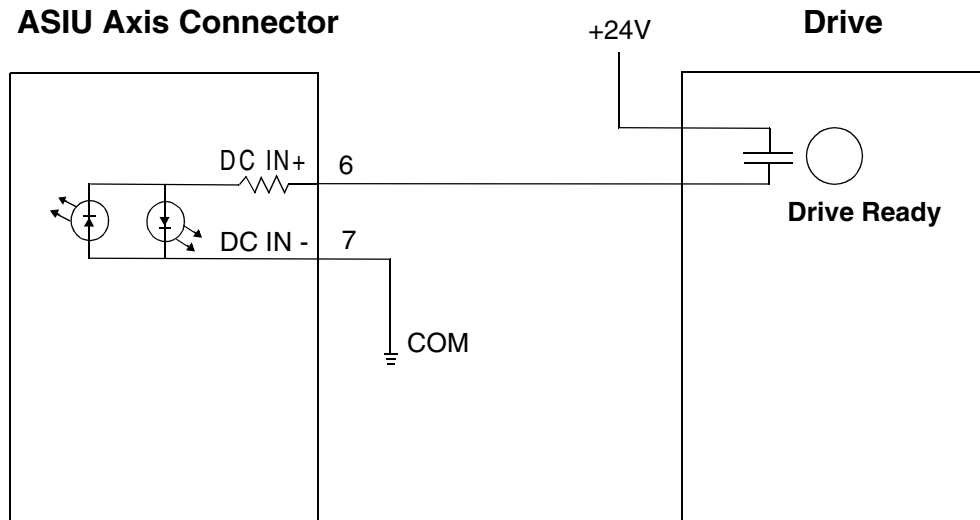 ASIU Axis Connector
+24V
Drive
DC IN+
6
Drive Ready
DC IN -
7
COM